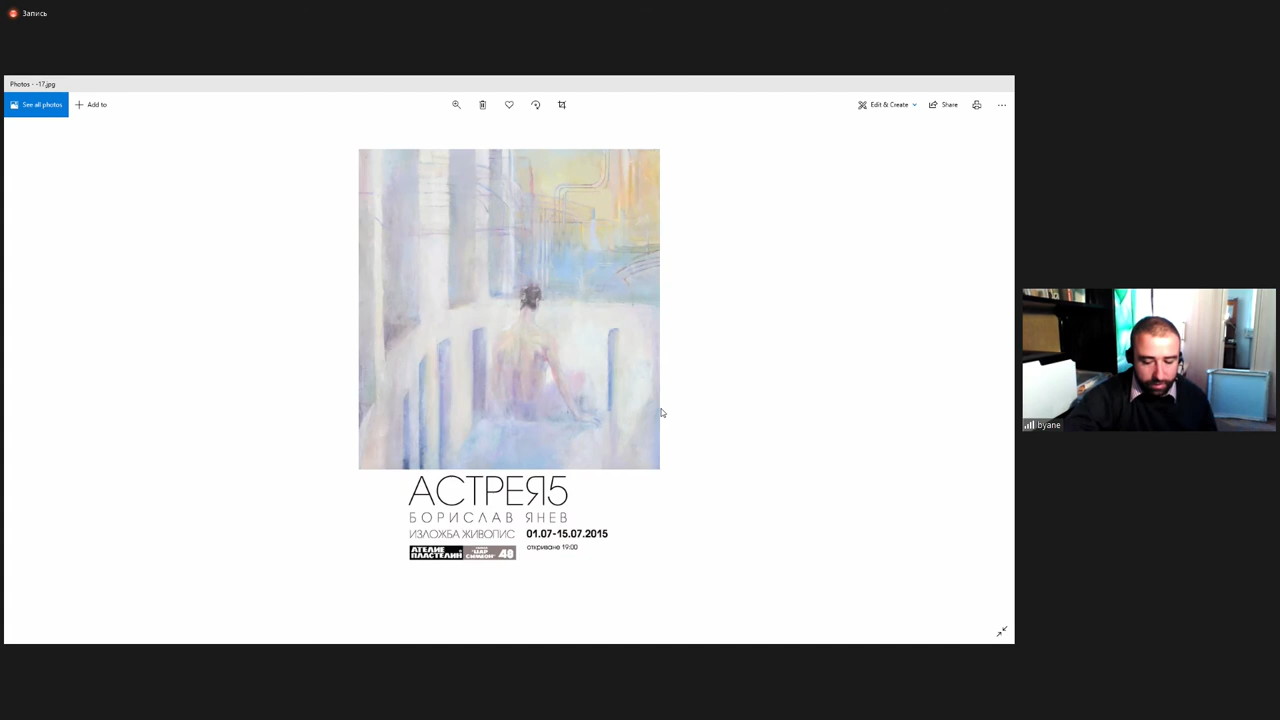 Запись
Photos - -17.jpg
See all photos
Add to
Edit & Create
Share
АСТРЕЯ5
БОРИСЛАВ ЯНЕВ
ИЗЛОЖБА ЖИВОПИС
01.07-15.07.2015
откриване 19:00
АТЕЛИЕ ПЛАСТЕЛИН
"ЦАР СИМЕОН" 40
byane